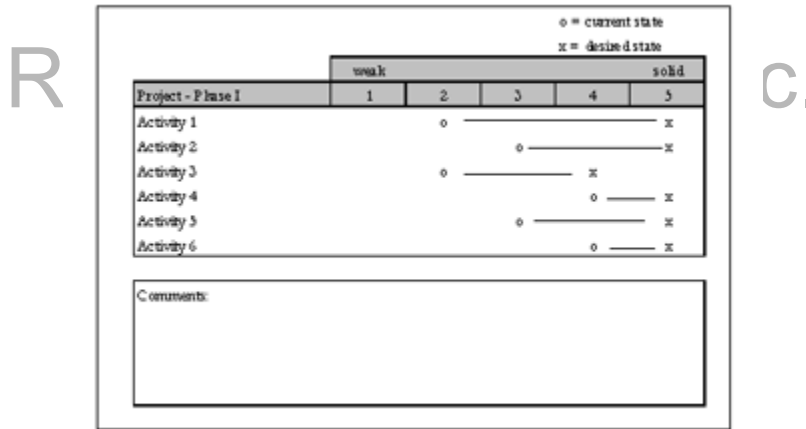 o = current state
x = desired state
R
c.
weak solid
Project - Phase I 1 2 3 4 5
Activity 1 o x
Activity 2 o x
Activity 3 o x
Activity 4 o x
Activity 5 o x
Activity 6 o x
Comments: